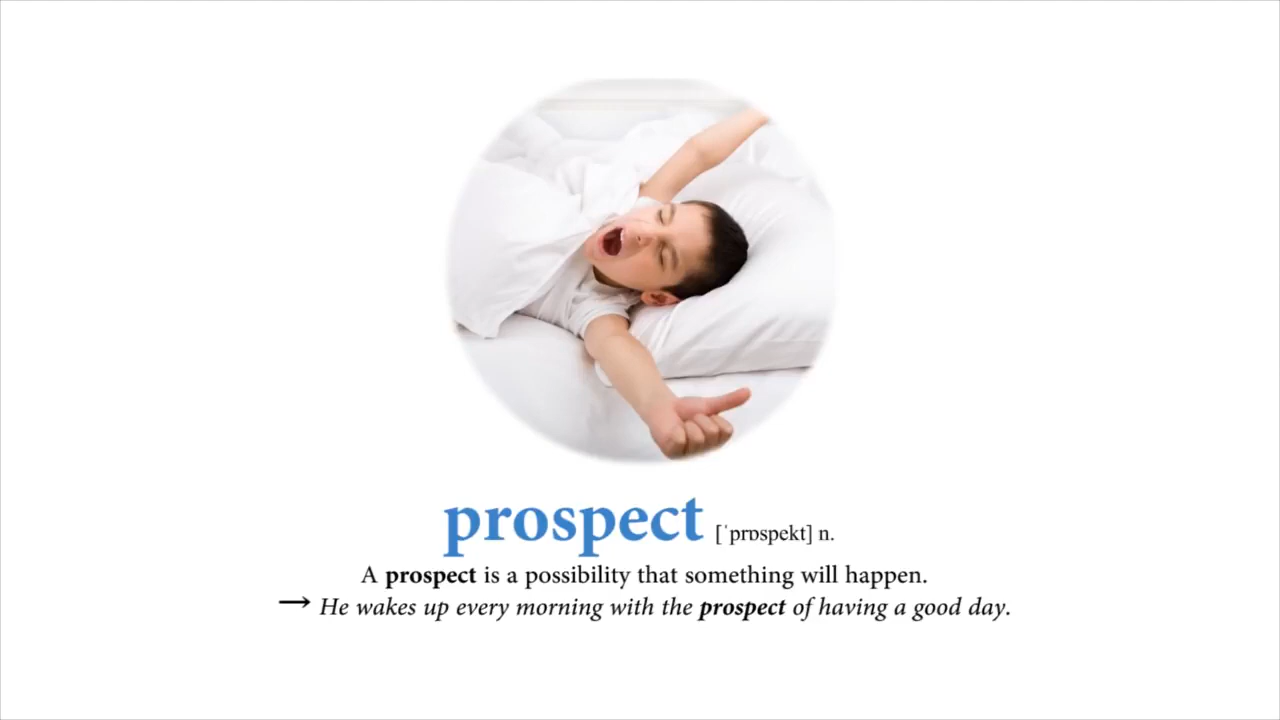 prospect [ˈprɒspekt] n.
A prospect is a possibility that something will happen.
→ He wakes up every morning with the prospect of having a good day.